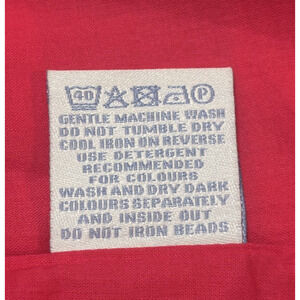 40 P
GENTLE MACHINE WASH
DO NOT TUMBLE DRY
COOL IRON ON REVERSE
USE DETERGENT
RECOMMENDED
FOR COLOURS
WASH AND DRY DARK
COLOURS SEPARATELY
AND INSIDE OUT
DO NOT IRON BEADS